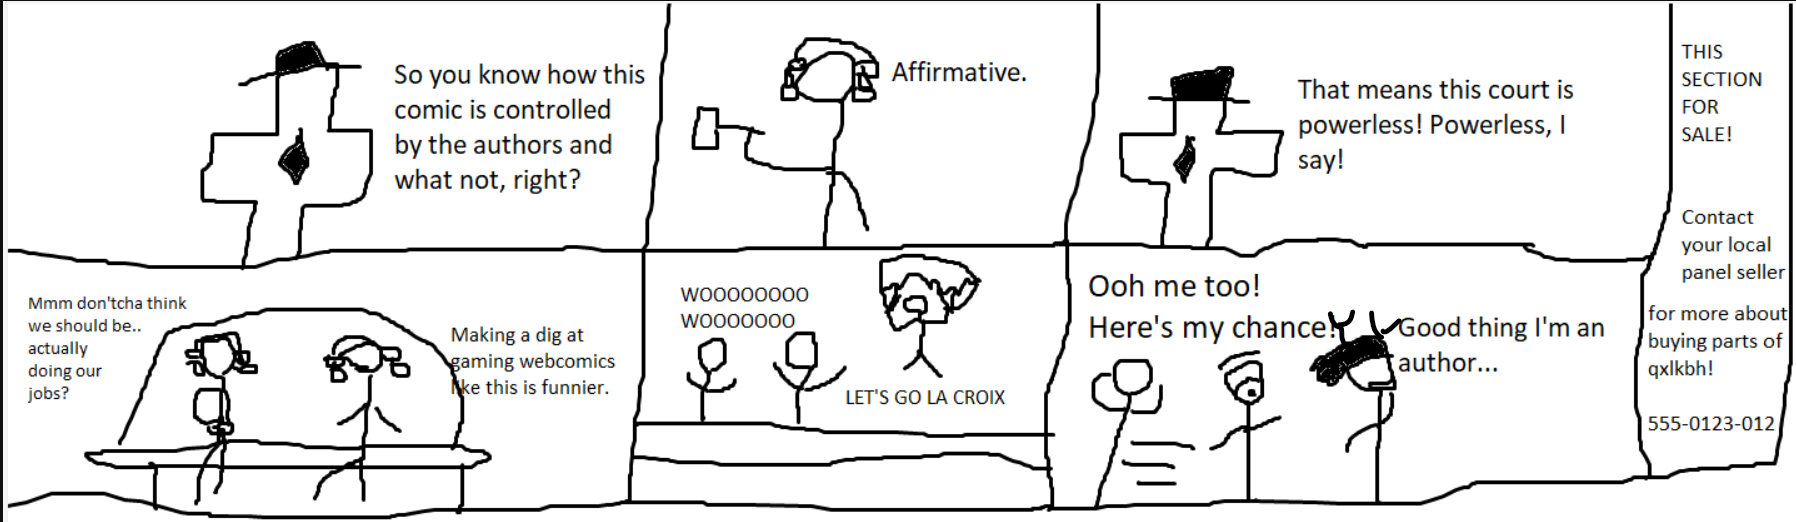 So you know how this
comic is controlled
by the authors and
what not, right?
Affirmative.
That means this court is
powerless! Powerless, I
say!
THIS
SECTION
FOR
SALE!
Contact
your local
panel seller
for more about
buying parts of
qxlkbh!
555-0123-012
Mmm don'tcha think
we should be..
actually
doing our
jobs?
Making a dig at
gaming webcomics
like this is funnier.
WOOOOOOOO
WOOOOOOO
LET'S GO LA CROIX
Ooh me too!
Here's my chance!
Good thing I'm an
author...